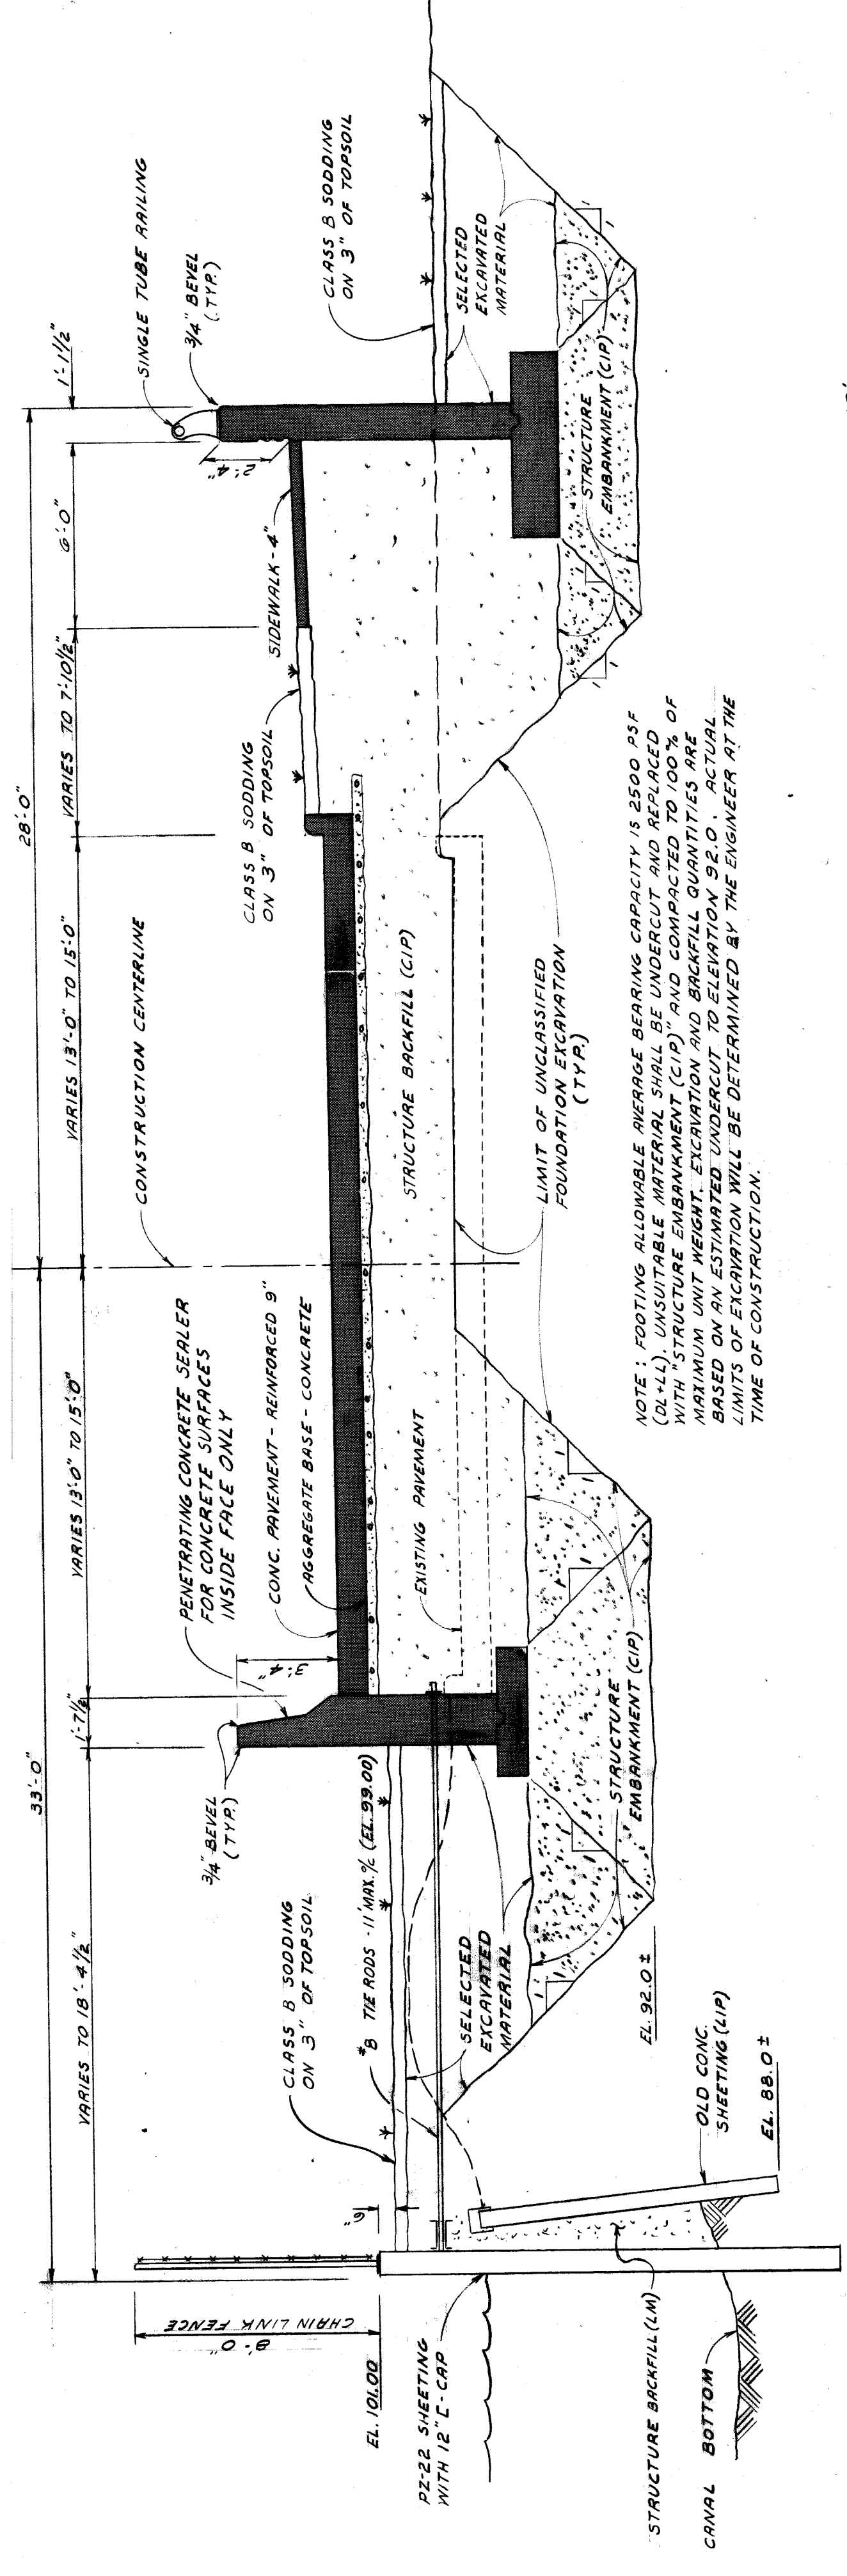 33'-0"
28'-0"
VARIES TO 18'-4 1/2"
1'-7 1/2"
VARIES 13'-0" TO 15'-0"
VARIES 13'-0" TO 15'-0"
VARIES TO 7'-10 1/2"
6'-0"
1'-1 1/2"
8'-0"
CHAIN LINK FENCE
EL. 101.00
6"
PZ-22 SHEETING
WITH 12" [-CAP
STRUCTURE BACKFILL (LM)
CANAL BOTTOM
OLD CONC.
SHEETING (LIP)
EL. 88.0±
EL. 92.0±
CLASS B SODDING
ON 3" OF TOPSOIL
#8 TIE RODS - 11' MAX. o/c (EL. 99.00)
SELECTED
EXCAVATED
MATERIAL
3/4" BEVEL
(TYP.)
3'-4"
PENETRATING CONCRETE SEALER
FOR CONCRETE SURFACES
INSIDE FACE ONLY
CONC. PAVEMENT - REINFORCED 9"
AGGREGATE BASE - CONCRETE
EXISTING PAVEMENT
STRUCTURE
EMBANKMENT (CIP)
1
1
1
1
CONSTRUCTION CENTERLINE
STRUCTURE BACKFILL (CIP)
LIMIT OF UNCLASSIFIED
FOUNDATION EXCAVATION
(TYP.)
CLASS B SODDING
ON 3" OF TOPSOIL
SIDEWALK - 4"
2'-4"
SINGLE TUBE RAILING
3/4" BEVEL
(TYP.)
CLASS B SODDING
ON 3" OF TOPSOIL
SELECTED
EXCAVATED
MATERIAL
STRUCTURE
EMBANKMENT (CIP)
1
1
1
1
NOTE: FOOTING ALLOWABLE AVERAGE BEARING CAPACITY IS 2500 PSF
(DL+LL). UNSUITABLE MATERIAL SHALL BE UNDERCUT AND REPLACED
WITH "STRUCTURE EMBANKMENT (CIP)" AND COMPACTED TO 100% OF
MAXIMUM UNIT WEIGHT. EXCAVATION AND BACKFILL QUANTITIES ARE
BASED ON AN ESTIMATED UNDERCUT TO ELEVATION 92.0. ACTUAL
LIMITS OF EXCAVATION WILL BE DETERMINED BY THE ENGINEER AT THE
TIME OF CONSTRUCTION.